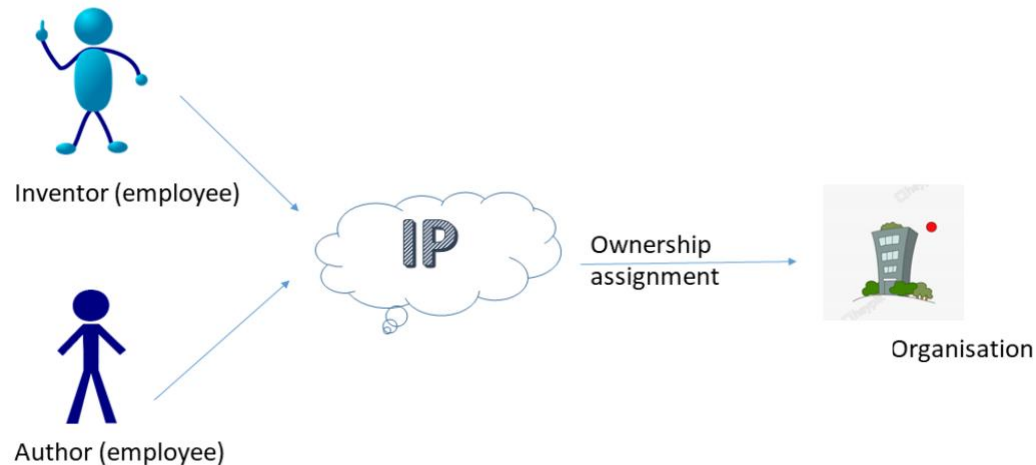 Inventor (employee)
IP
Ownership
assignment
Organisation
Author (employee)